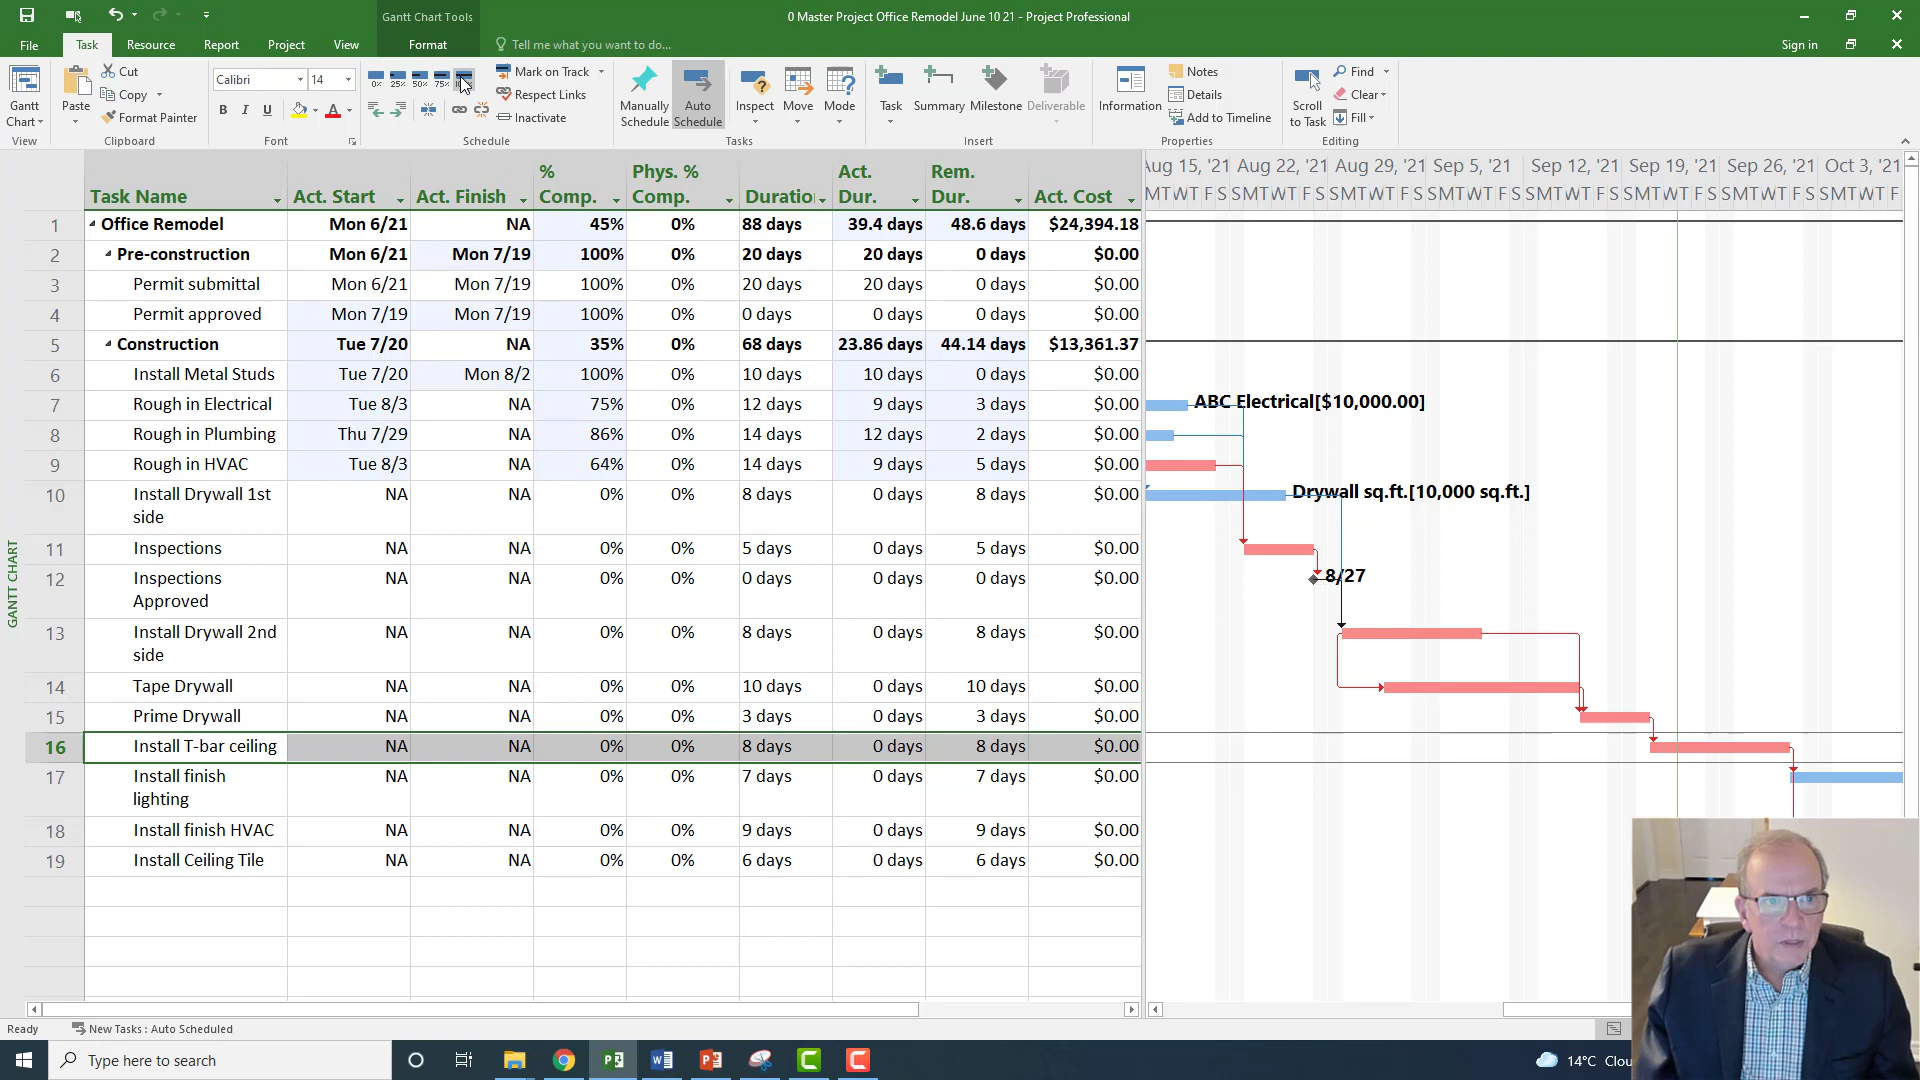 Gantt Chart Tools
0 Master Project Office Remodel June 10 21 - Project Professional
File Task Resource Report Project View Format Tell me what you want to do... Sign in
Gantt Chart
View
Paste
Cut
Copy
Format Painter
Clipboard
Calibri 14
B I U A
Font
0% 25% 50% 75%
Mark on Track
Respect Links
Inactivate
Schedule
Manually Schedule
Auto Schedule
Inspect
Move
Mode
Tasks
Task
Summary
Milestone
Deliverable
Insert
Information
Notes
Details
Add to Timeline
Properties
Scroll to Task
Find
Clear
Fill
Editing
GANTT CHART
Task Name Act. Start Act. Finish % Comp. Phys. % Comp. Duratio Act. Dur. Rem. Dur. Act. Cost
1 Office Remodel Mon 6/21 NA 45% 0% 88 days 39.4 days 48.6 days $24,394.18
2 Pre-construction Mon 6/21 Mon 7/19 100% 0% 20 days 20 days 0 days $0.00
3 Permit submittal Mon 6/21 Mon 7/19 100% 0% 20 days 20 days 0 days $0.00
4 Permit approved Mon 7/19 Mon 7/19 100% 0% 0 days 0 days 0 days $0.00
5 Construction Tue 7/20 NA 35% 0% 68 days 23.86 days 44.14 days $13,361.37
6 Install Metal Studs Tue 7/20 Mon 8/2 100% 0% 10 days 10 days 0 days $0.00
7 Rough in Electrical Tue 8/3 NA 75% 0% 12 days 9 days 3 days $0.00
8 Rough in Plumbing Thu 7/29 NA 86% 0% 14 days 12 days 2 days $0.00
9 Rough in HVAC Tue 8/3 NA 64% 0% 14 days 9 days 5 days $0.00
10 Install Drywall 1st side NA NA 0% 0% 8 days 0 days 8 days $0.00
11 Inspections NA NA 0% 0% 5 days 0 days 5 days $0.00
12 Inspections Approved NA NA 0% 0% 0 days 0 days 0 days $0.00
13 Install Drywall 2nd side NA NA 0% 0% 8 days 0 days 8 days $0.00
14 Tape Drywall NA NA 0% 0% 10 days 0 days 10 days $0.00
15 Prime Drywall NA NA 0% 0% 3 days 0 days 3 days $0.00
16 Install T-bar ceiling NA NA 0% 0% 8 days 0 days 8 days $0.00
17 Install finish lighting NA NA 0% 0% 7 days 0 days 7 days $0.00
18 Install finish HVAC NA NA 0% 0% 9 days 0 days 9 days $0.00
19 Install Ceiling Tile NA NA 0% 0% 6 days 0 days 6 days $0.00
Aug 15, '21 Aug 22, '21 Aug 29, '21 Sep 5, '21 Sep 12, '21 Sep 19, '21 Sep 26, '21 Oct 3, '21
S M T W T F S S M T W T F S S M T W T F S S M T W T F S S M T W T F S S M T W T F S S M T W T F S S M T W T F
ABC Electrical[$10,000.00]
Drywall sq.ft.[10,000 sq.ft.]
8/27
Ready New Tasks : Auto Scheduled
Type here to search
14°C